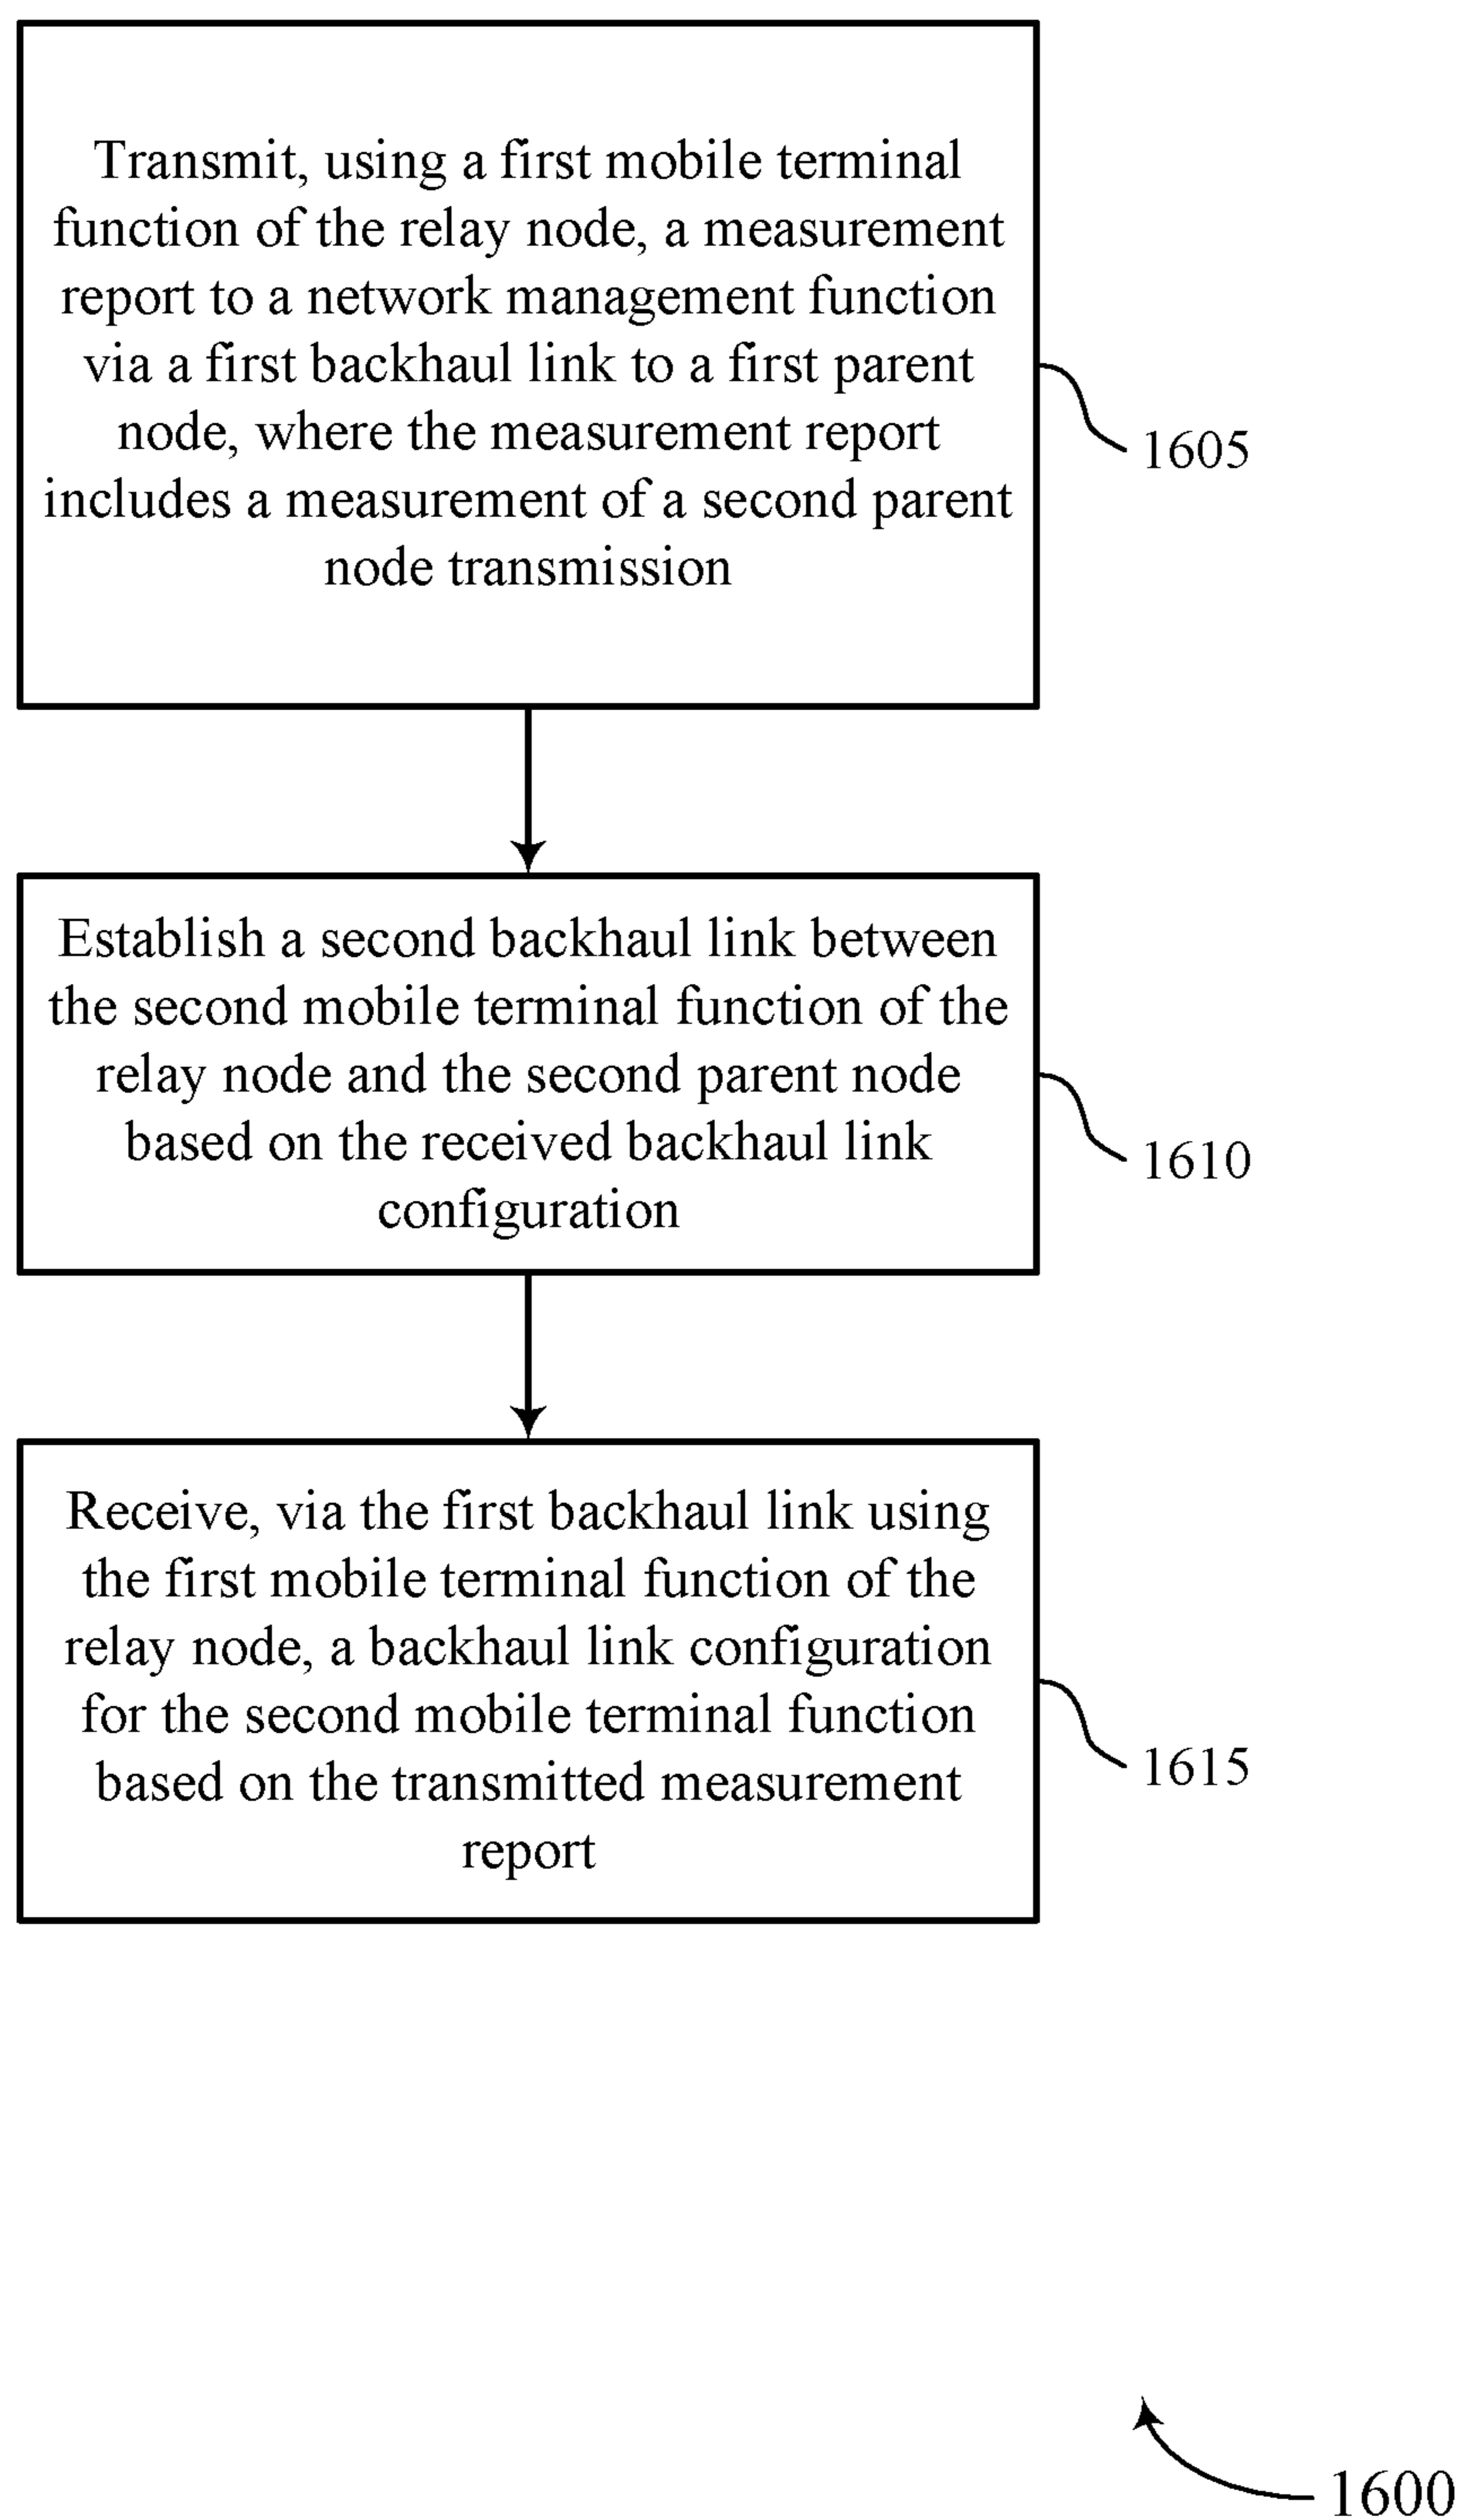 Transmit, using a first mobile terminal
function of the relay node, a measurement
report to a network management function
via a first backhaul link to a first parent
node, where the measurement report
includes a measurement of a second parent
node transmission
1605
Establish a second backhaul link between
the second mobile terminal function of the
relay node and the second parent node
based on the received backhaul link
configuration
1610
Receive, via the first backhaul link using
the first mobile terminal function of the
relay node, a backhaul link configuration
for the second mobile terminal function
based on the transmitted measurement
report
1615
1600